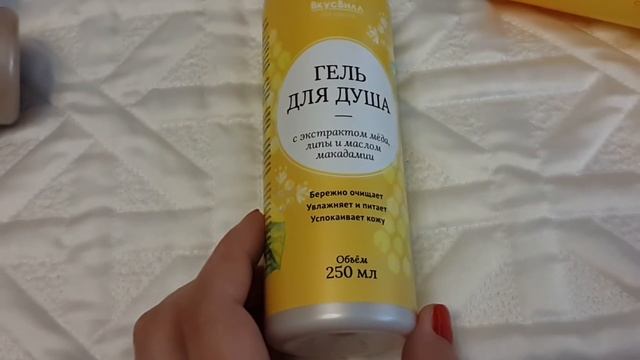 ВКУСВИЛЛ
ГЕЛЬ
ДЛЯ ДУША
с экстрактом мёда,
липы и маслом
макадамии
Бережно очищает
Увлажняет и питает
Успокаивает кожу
Объём
250 мл